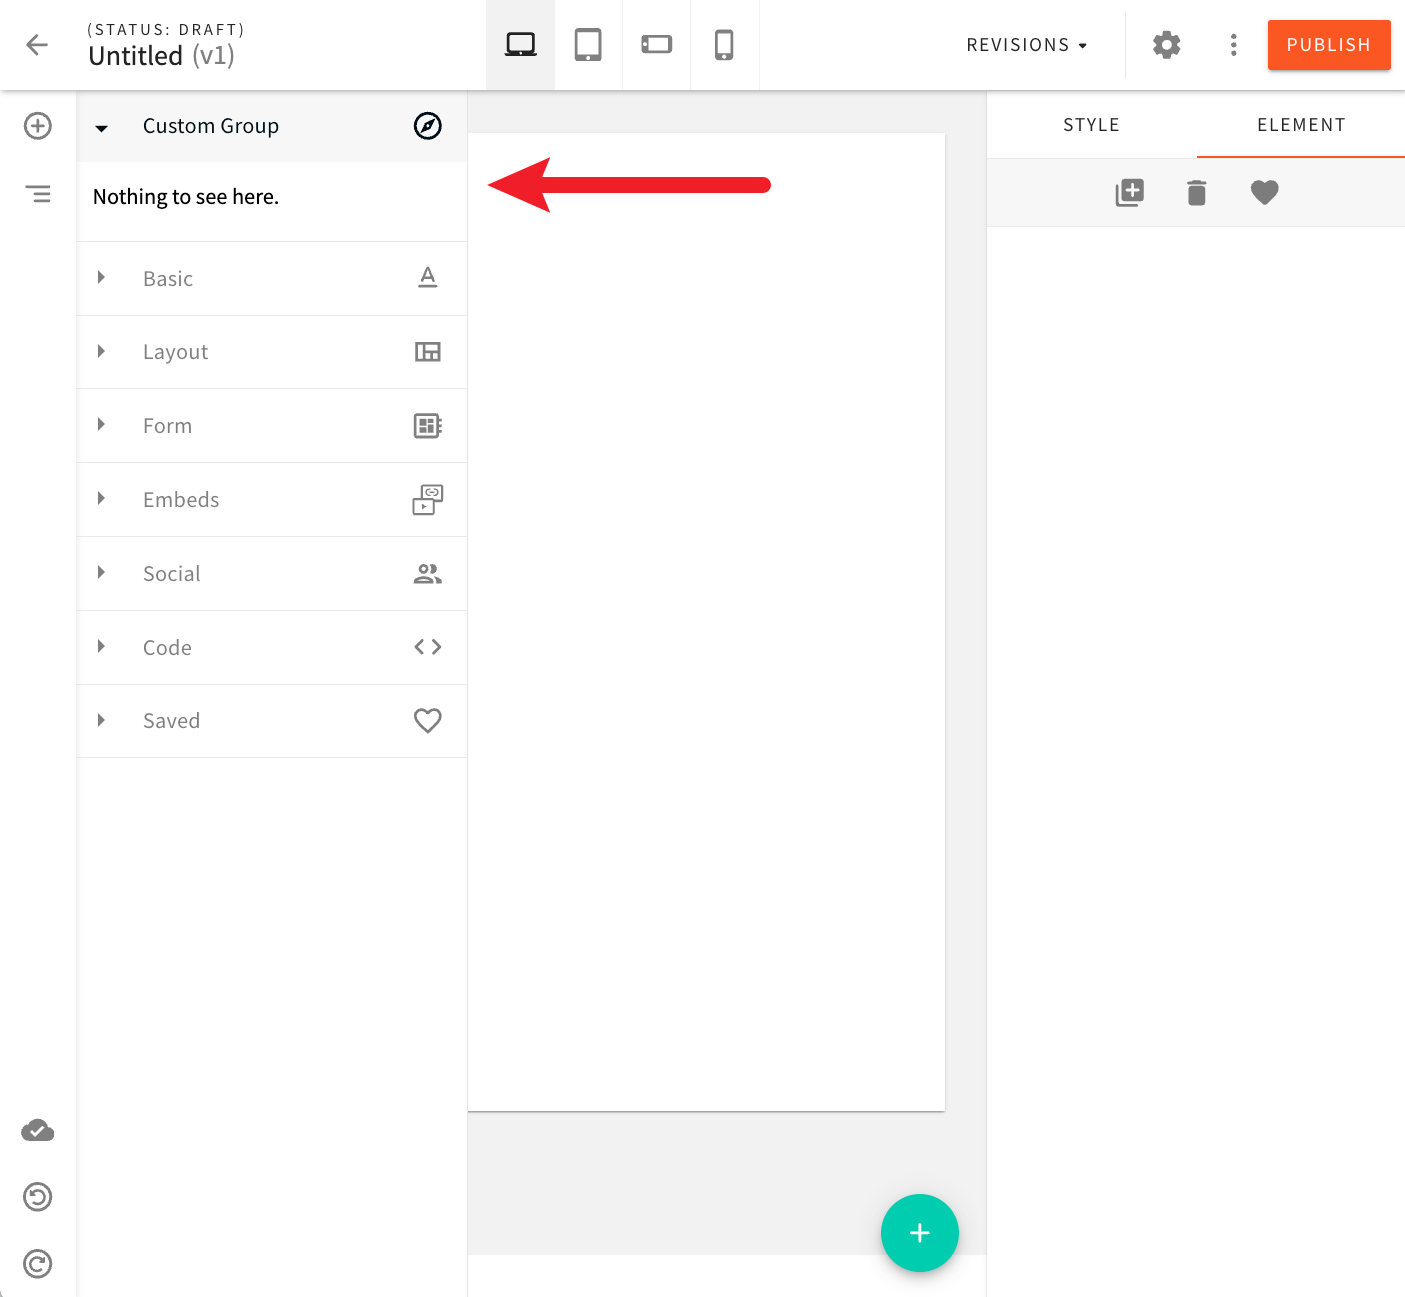 (STATUS: DRAFT)
Untitled (v1)
REVISIONS
PUBLISH
Custom Group
Nothing to see here.
Basic
Layout
Form
Embeds
Social
Code
Saved
STYLE
ELEMENT